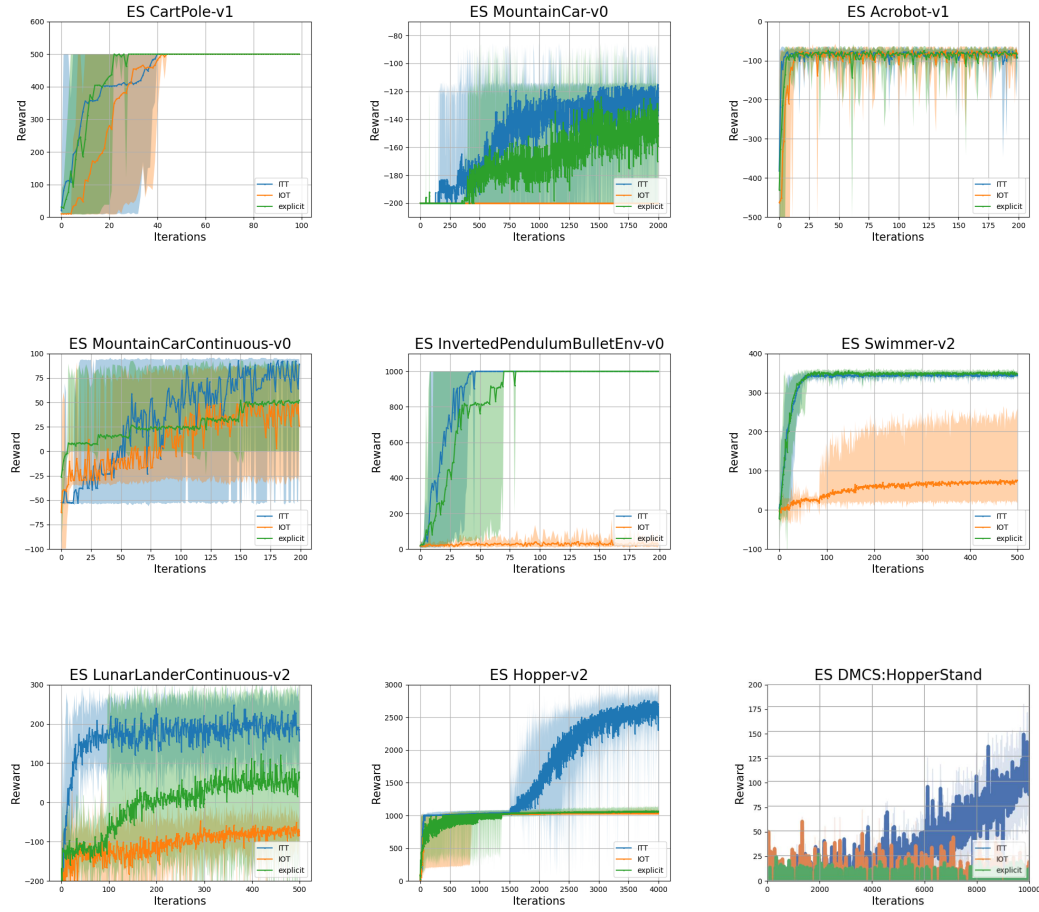 ES CartPole-v1
600
500
400
300
200
100
0
Reward
ITT
IOT
explicit
0 20 40 60 80 100
Iterations
ES MountainCar-v0
−80
−100
−120
−140
−160
−180
−200
Reward
ITT
IOT
explicit
0 250 500 750 1000 1250 1500 1750 2000
Iterations
ES Acrobot-v1
0
−100
−200
−300
−400
−500
Reward
ITT
IOT
explicit
0 25 50 75 100 125 150 175 200
Iterations
ES MountainCarContinuous-v0
100
75
50
25
0
−25
−50
−75
−100
Reward
ITT
IOT
explicit
0 25 50 75 100 125 150 175 200
Iterations
ES InvertedPendulumBulletEnv-v0
1000
800
600
400
200
0
Reward
ITT
IOT
explicit
0 25 50 75 100 125 150 175 200
Iterations
ES Swimmer-v2
400
300
200
100
0
−100
Reward
ITT
IOT
explicit
0 100 200 300 400 500
Iterations
ES LunarLanderContinuous-v2
300
200
100
0
−100
−200
Reward
ITT
IOT
explicit
0 100 200 300 400 500
Iterations
ES Hopper-v2
3000
2500
2000
1500
1000
500
0
Reward
ITT
IOT
explicit
0 500 1000 1500 2000 2500 3000 3500 4000
Iterations
ES DMCS:HopperStand
200
175
150
125
100
75
50
25
0
Reward
ITT
IOT
explicit
0 2000 4000 6000 8000 10000
Iterations